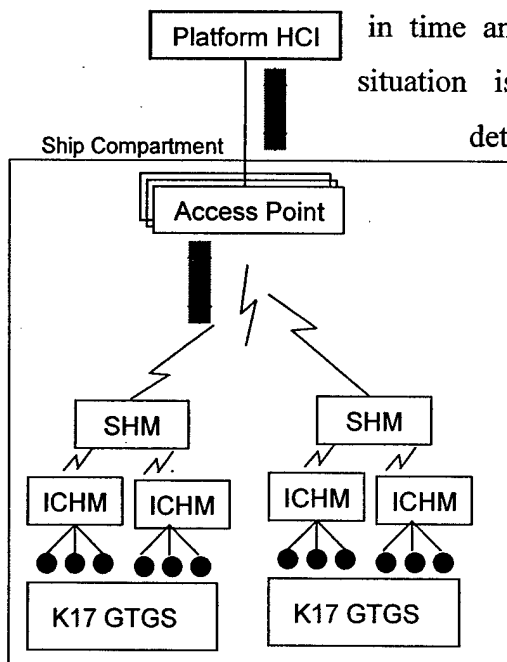 Platform HCI
in time an
situation is
det
Ship Compartment
Access Point
SHM SHM
ICHM ICHM ICHM ICHM
K17 GTGS K17 GTGS